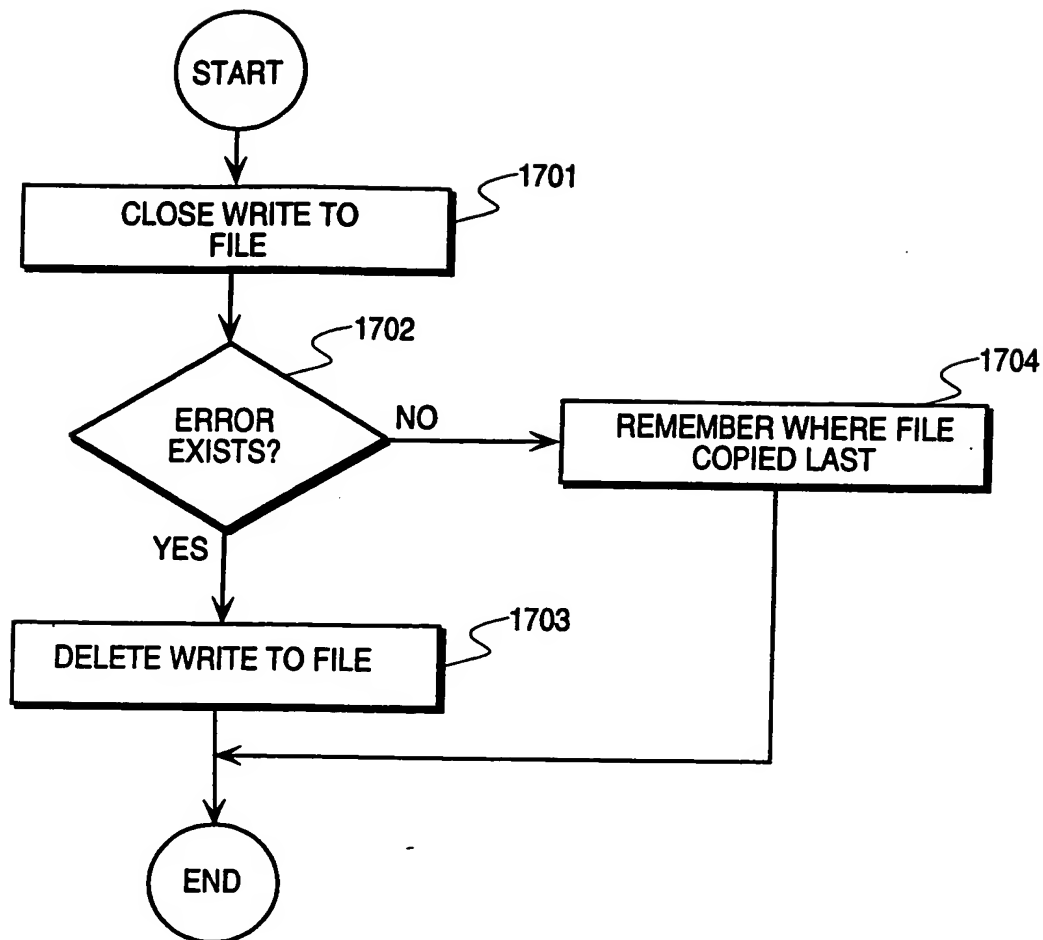 START
1701
CLOSE WRITE TO
FILE
1702
ERROR
EXISTS?
NO
1704
REMEMBER WHERE FILE
COPIED LAST
YES
1703
DELETE WRITE TO FILE
END